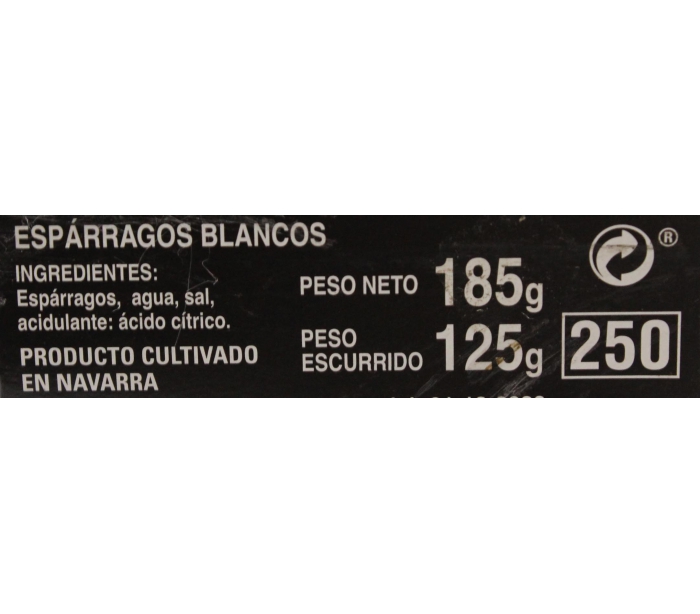 ESPÁRRAGOS BLANCOS
INGREDIENTES:
Espárragos, agua, sal,
acidulante: ácido cítrico.
PRODUCTO CULTIVADO
EN NAVARRA
PESO NETO 185g
PESO
ESCURRIDO 125g
250
®